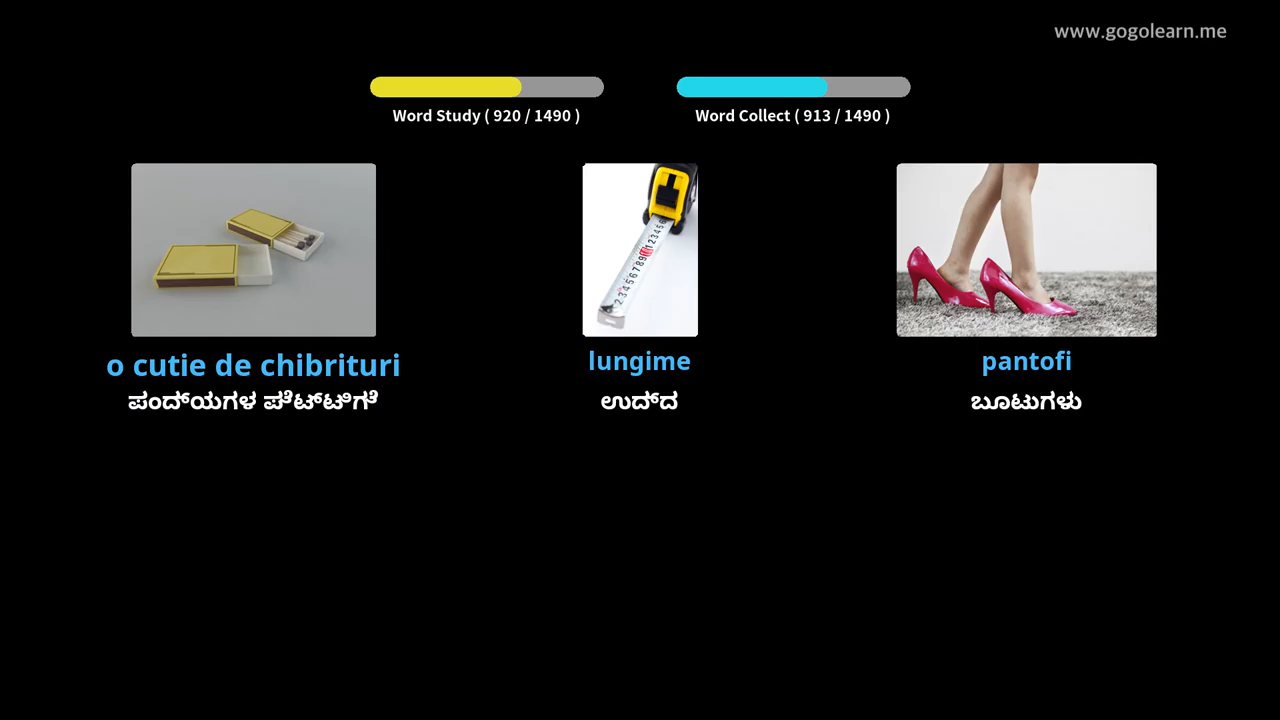 www.gogolearn.me
Word Study ( 920 / 1490 )
Word Collect ( 913 / 1490 )
o cutie de chibrituri
lungime
pantofi
ಪಂದ್ಯಗಳ ಪೆಟ್ಟಿಗೆ
ಉದ್ದ
ಬೂಟುಗಳು